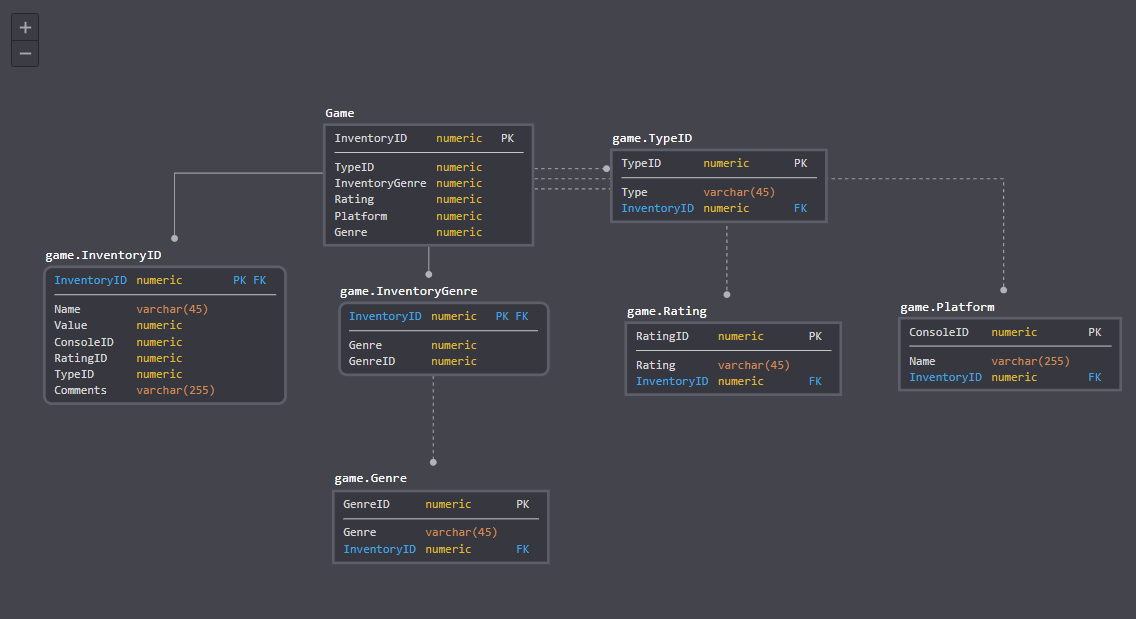 +
−
Game
InventoryID numeric PK
TypeID numeric
InventoryGenre numeric
Rating numeric
Platform numeric
Genre numeric
game.TypeID
TypeID numeric PK
Type varchar(45)
InventoryID numeric FK
game.InventoryID
InventoryID numeric PK FK
Name varchar(45)
Value numeric
ConsoleID numeric
RatingID numeric
TypeID numeric
Comments varchar(255)
game.InventoryGenre
InventoryID numeric PK FK
Genre numeric
GenreID numeric
game.Rating
RatingID numeric PK
Rating varchar(45)
InventoryID numeric FK
game.Platform
ConsoleID numeric PK
Name varchar(255)
InventoryID numeric FK
game.Genre
GenreID numeric PK
Genre varchar(45)
InventoryID numeric FK